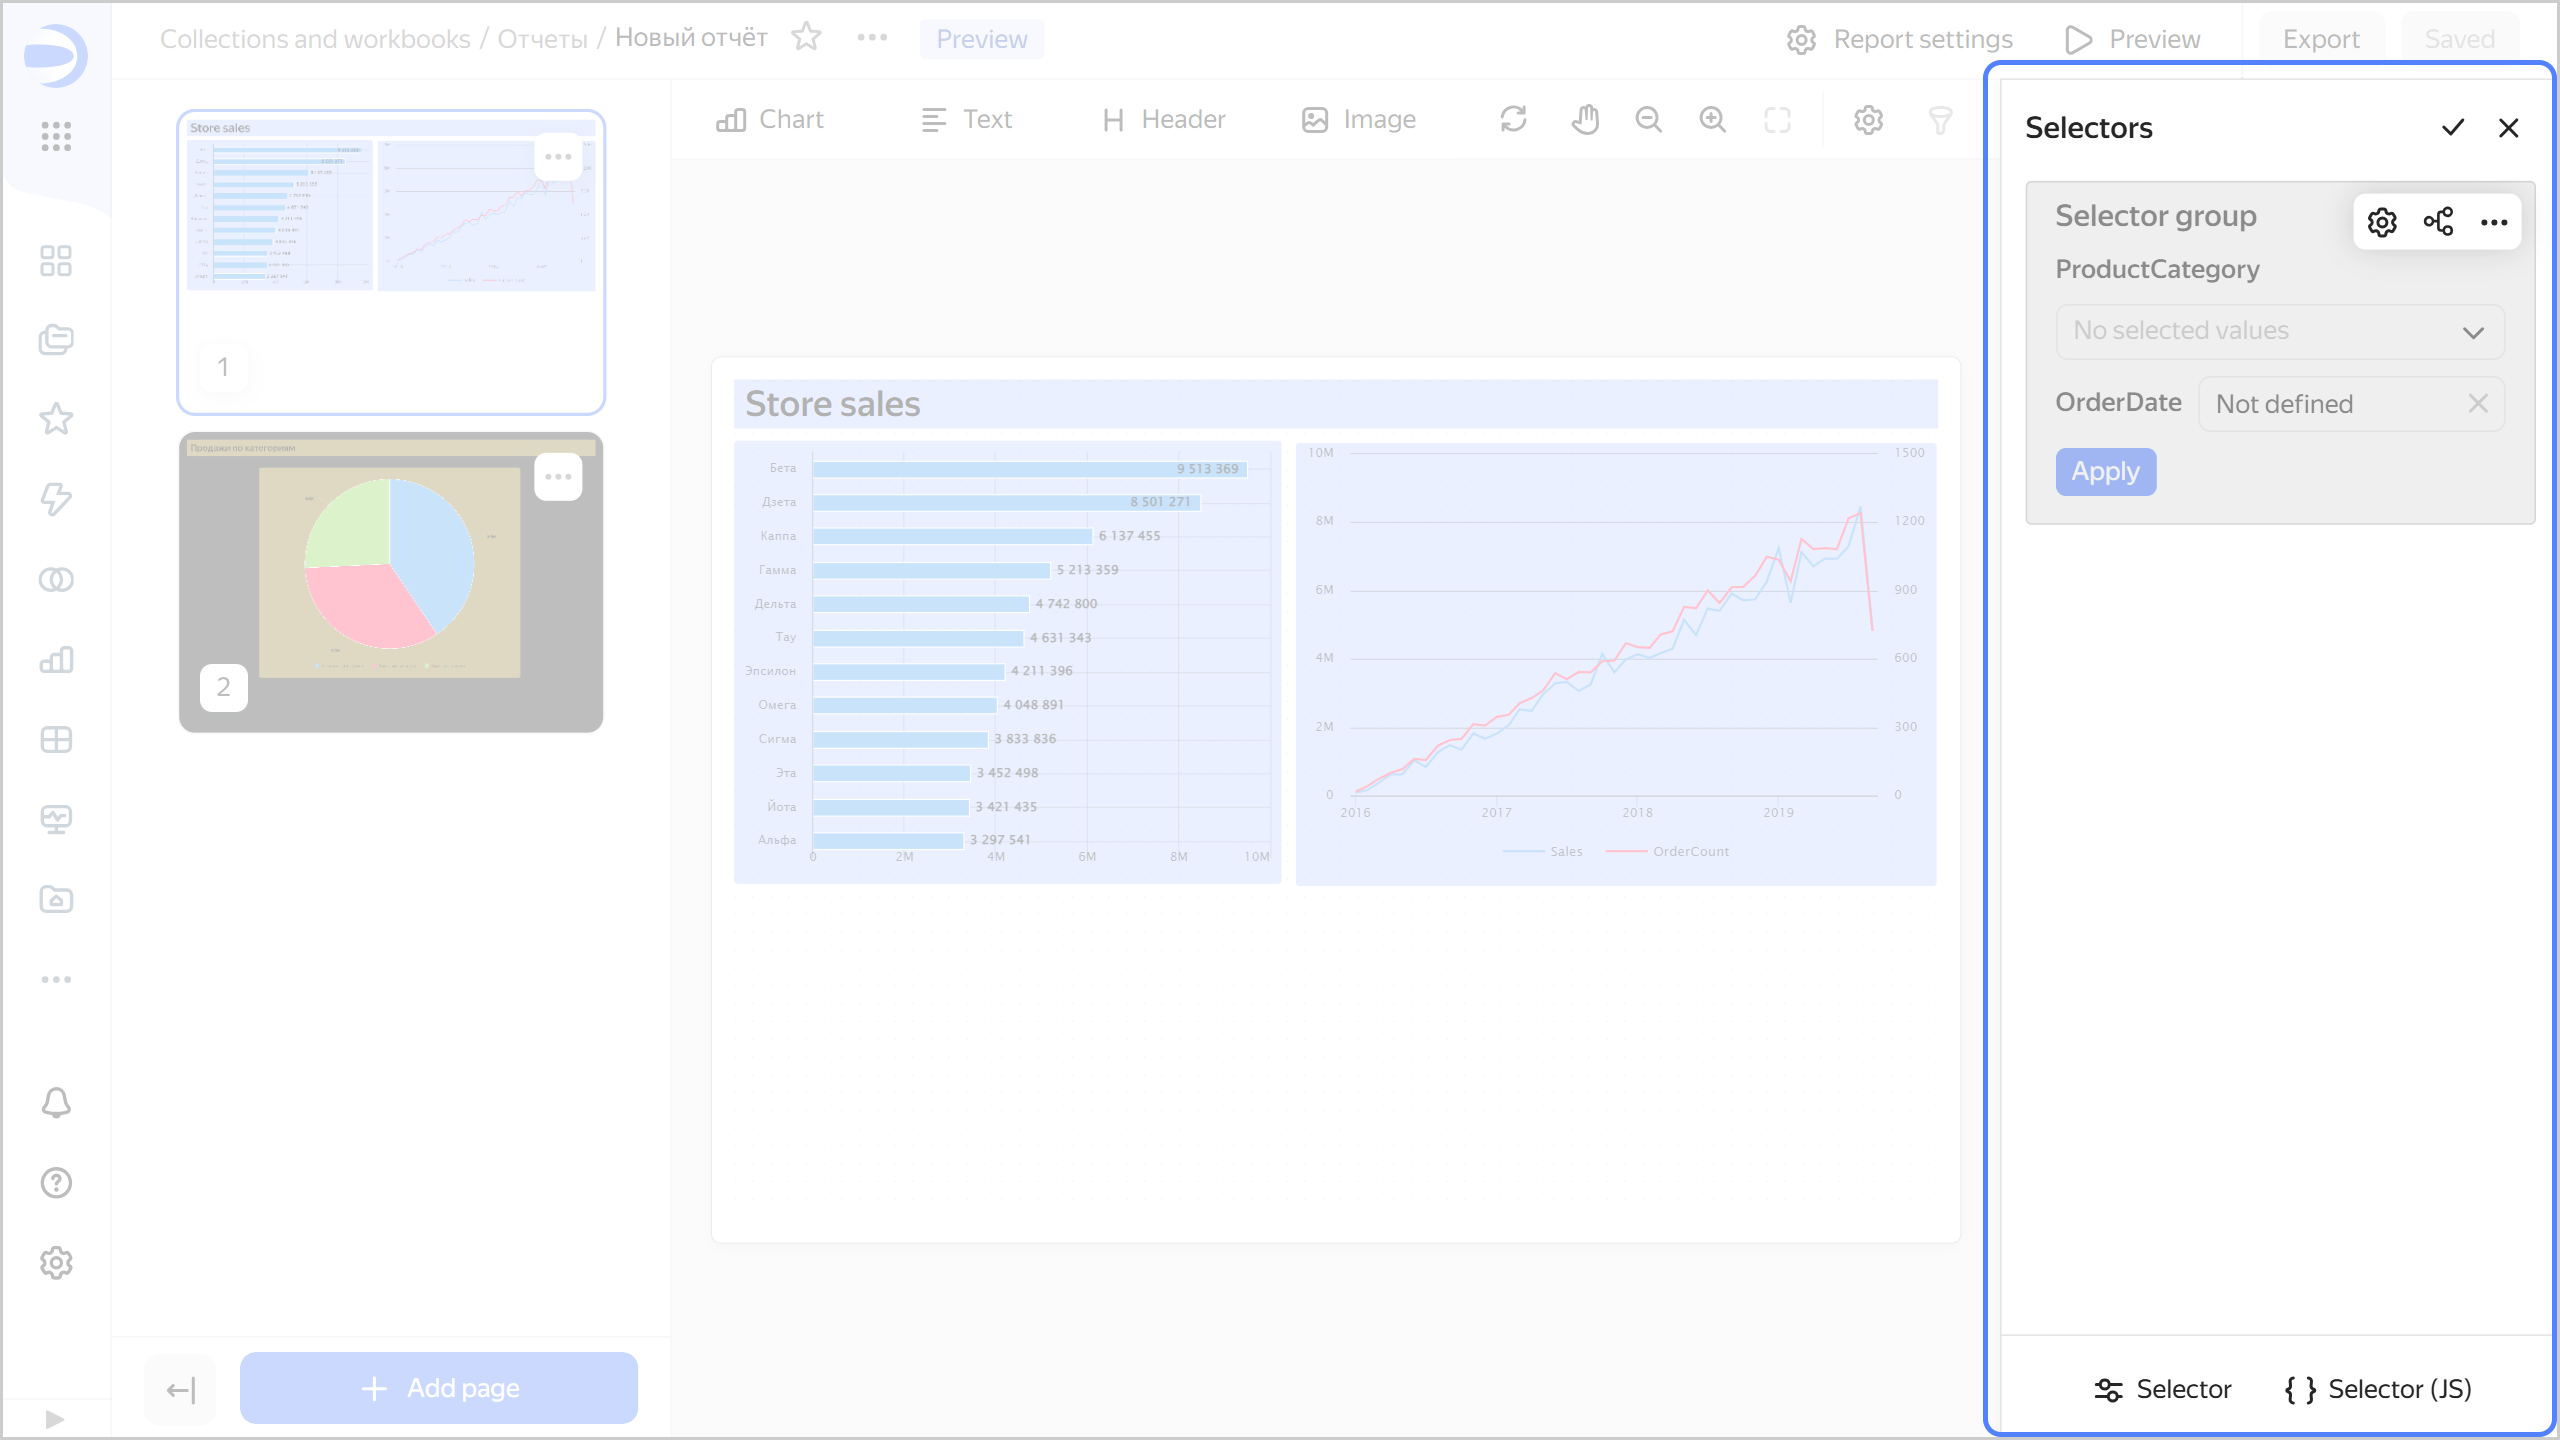 Collections and workbooks / Отчеты / Новый отчёт
Preview
Report settings
Preview
Export
Saved
Store sales
1
Продажи по категориям
2
Add page
Chart
Text
Header
Image
Store sales
Бета 9 513 369
Дзета 8 501 271
Каппа 6 137 455
Гамма 5 213 359
Дельта 4 742 800
Тау 4 631 343
Эпсилон 4 211 396
Омега 4 048 891
Сигма 3 833 836
Эта 3 452 498
Йота 3 421 435
Альфа 3 297 541
0 2M 4M 6M 8M 10M
10M 1500
8M 1200
6M 900
4M 600
2M 300
0 0
2016 2017 2018 2019
Sales OrderCount
Selectors
Selector group
ProductCategory
No selected values
OrderDate Not defined
Apply
Selector
{ } Selector (JS)